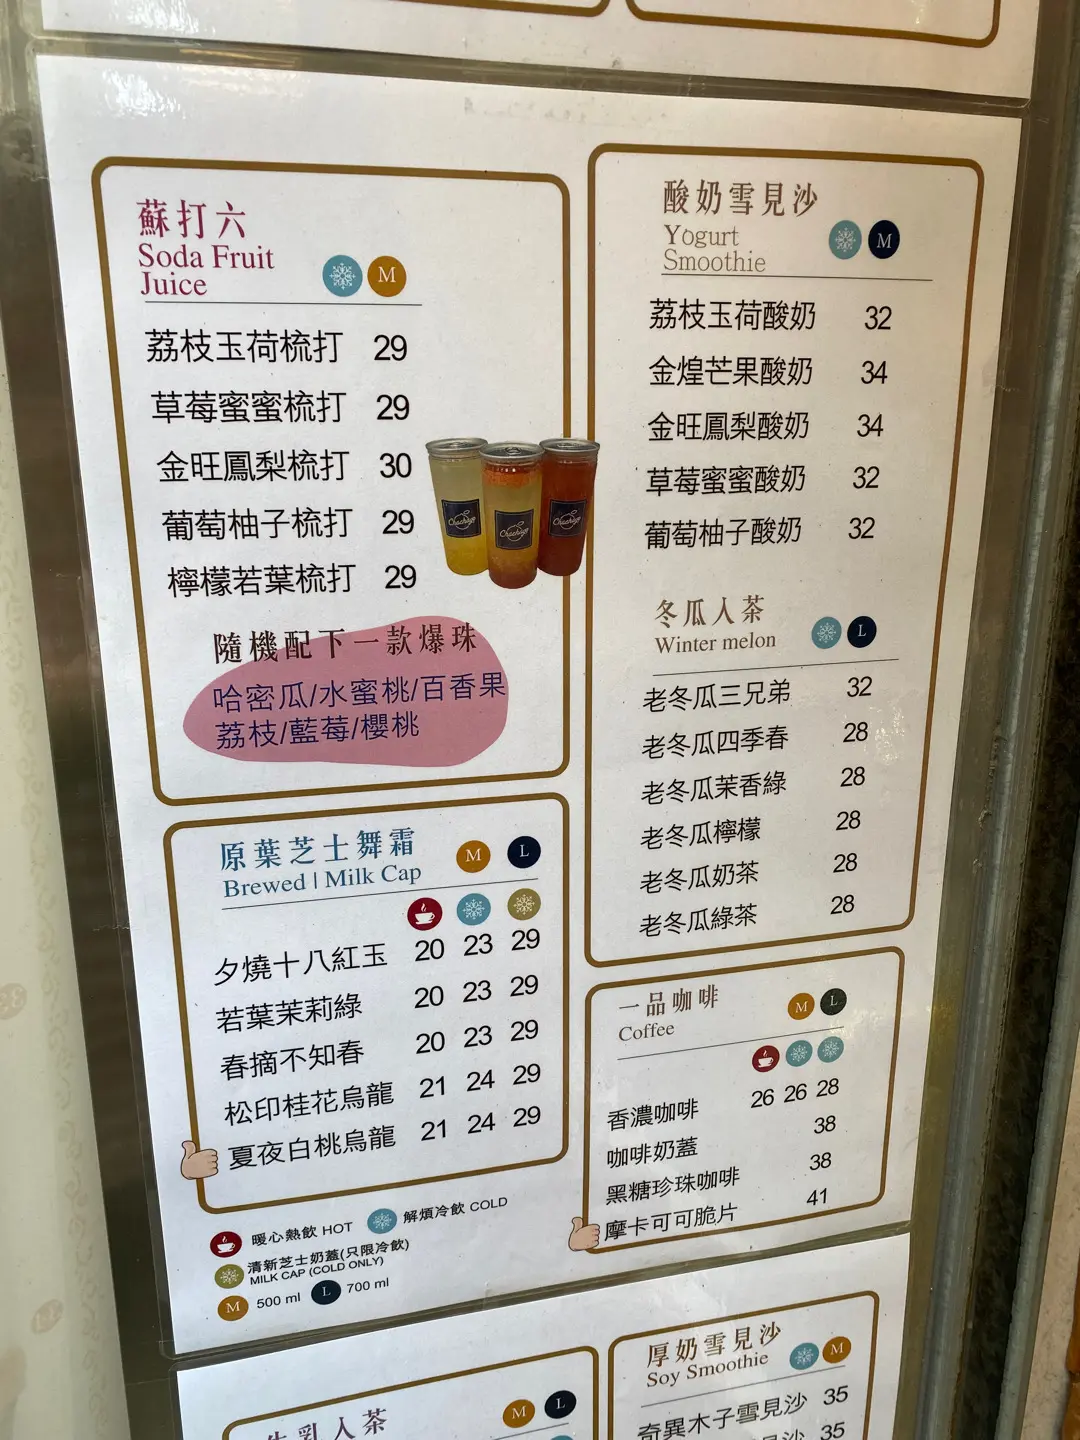 蘇打六
Soda Fruit
Juice
M
荔枝玉荷梳打 29
草莓蜜蜜梳打 29
金旺鳳梨梳打 30
葡萄柚子梳打 29
檸檬若葉梳打 29
隨機配下一款爆珠
哈密瓜/水蜜桃/百香果
荔枝/藍莓/櫻桃
酸奶雪見沙
Yogurt
Smoothie
M
荔枝玉荷酸奶 32
金煌芒果酸奶 34
金旺鳳梨酸奶 34
草莓蜜蜜酸奶 32
葡萄柚子酸奶 32
冬瓜人茶
Winter melon
L
老冬瓜三兄弟 32
老冬瓜四季春 28
老冬瓜茉香綠 28
老冬瓜檸檬 28
老冬瓜奶茶 28
老冬瓜綠茶 28
原葉芝士舞霜
Brewed | Milk Cap
M L
夕燒十八紅玉 20 23 29
若葉茉莉綠 20 23 29
春摘不知春 20 23 29
松印桂花烏龍 21 24 29
夏夜白桃烏龍 21 24 29
一品咖啡
Coffee
M L
香濃咖啡 26 26 28
咖啡奶蓋 38
黑糖珍珠咖啡 38
摩卡可可脆片 41
暖心熱飲 HOT 解煩冷飲 COLD
清新芝士奶蓋(只限冷飲)
MILK CAP (COLD ONLY)
M 500 ml L 700 ml
牛乳人茶
M L
厚奶雪見沙
Soy Smoothie
M
奇異木子雪見沙 35
雪見沙 35